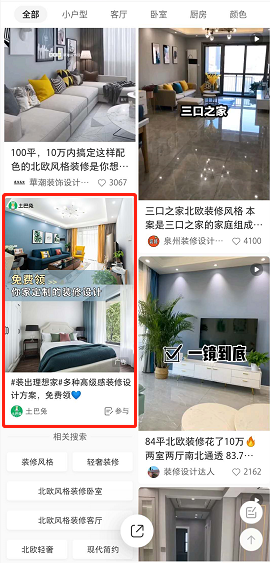 全部
小户型
客厅
卧室
厨房
颜色
100平，10万内搞定这样配
色的北欧风格装修是你想…
華潮装饰设计…
3067
土巴兔
免费领
你家定制的装修设计
#装出理想家#多种高级感装修设
计方案，免费领💙
土巴兔
参与
相关搜索
装修风格
轻奢装修
北欧风格装修卧室
北欧风格装修客厅
北欧轻奢
现代简约
三口之家
三口之家北欧装修风格 本
案是三口之家的家庭组成…
泉州装修设计…
4100
一镜到底
84平北欧装修花了10万🔥
两室两厅南北通透 83.7…
装修设计达人
2162